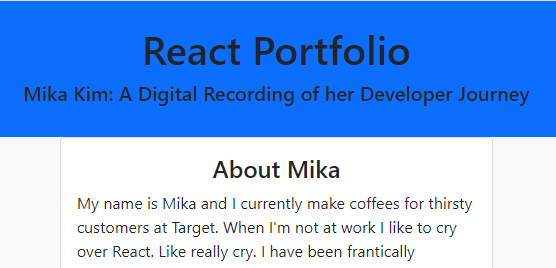 React Portfolio
Mika Kim: A Digital Recording of her Developer Journey
About Mika
My name is Mika and I currently make coffees for thirsty
customers at Target. When I'm not at work I like to cry
over React. Like really cry. I have been frantically